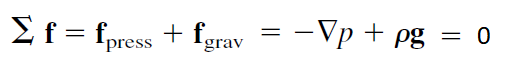 ∑ f = f_press + f_grav = −∇p + ρg = 0